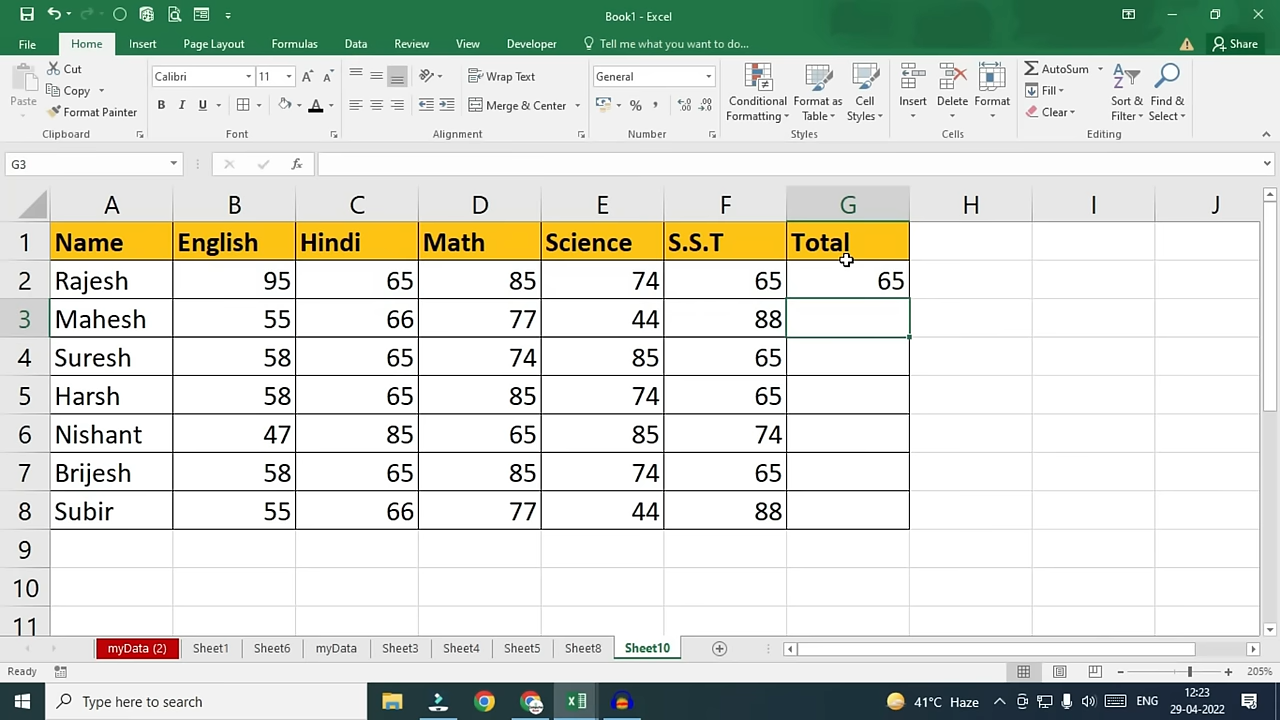 Book1 - Excel
File Home Insert Page Layout Formulas Data Review View Developer Tell me what you want to do... Share
Cut
Copy
Format Painter
Paste
Clipboard
Calibri 11
B I U
Font
Wrap Text
Merge & Center
Alignment
General
Number
Conditional Formatting
Format as Table
Cell Styles
Styles
Insert Delete Format
Cells
AutoSum
Fill
Clear
Sort & Filter
Find & Select
Editing
G3 fx
A B C D E F G H I J
1 Name English Hindi Math Science S.S.T Total
2 Rajesh 95 65 85 74 65 65
3 Mahesh 55 66 77 44 88
4 Suresh 58 65 74 85 65
5 Harsh 58 65 85 74 65
6 Nishant 47 85 65 85 74
7 Brijesh 58 65 85 74 65
8 Subir 55 66 77 44 88
9
10
11
myData (2) Sheet1 Sheet6 myData Sheet3 Sheet4 Sheet5 Sheet8 Sheet10
Ready 205%
Type here to search 41°C Haze ENG 12:23
29-04-2022